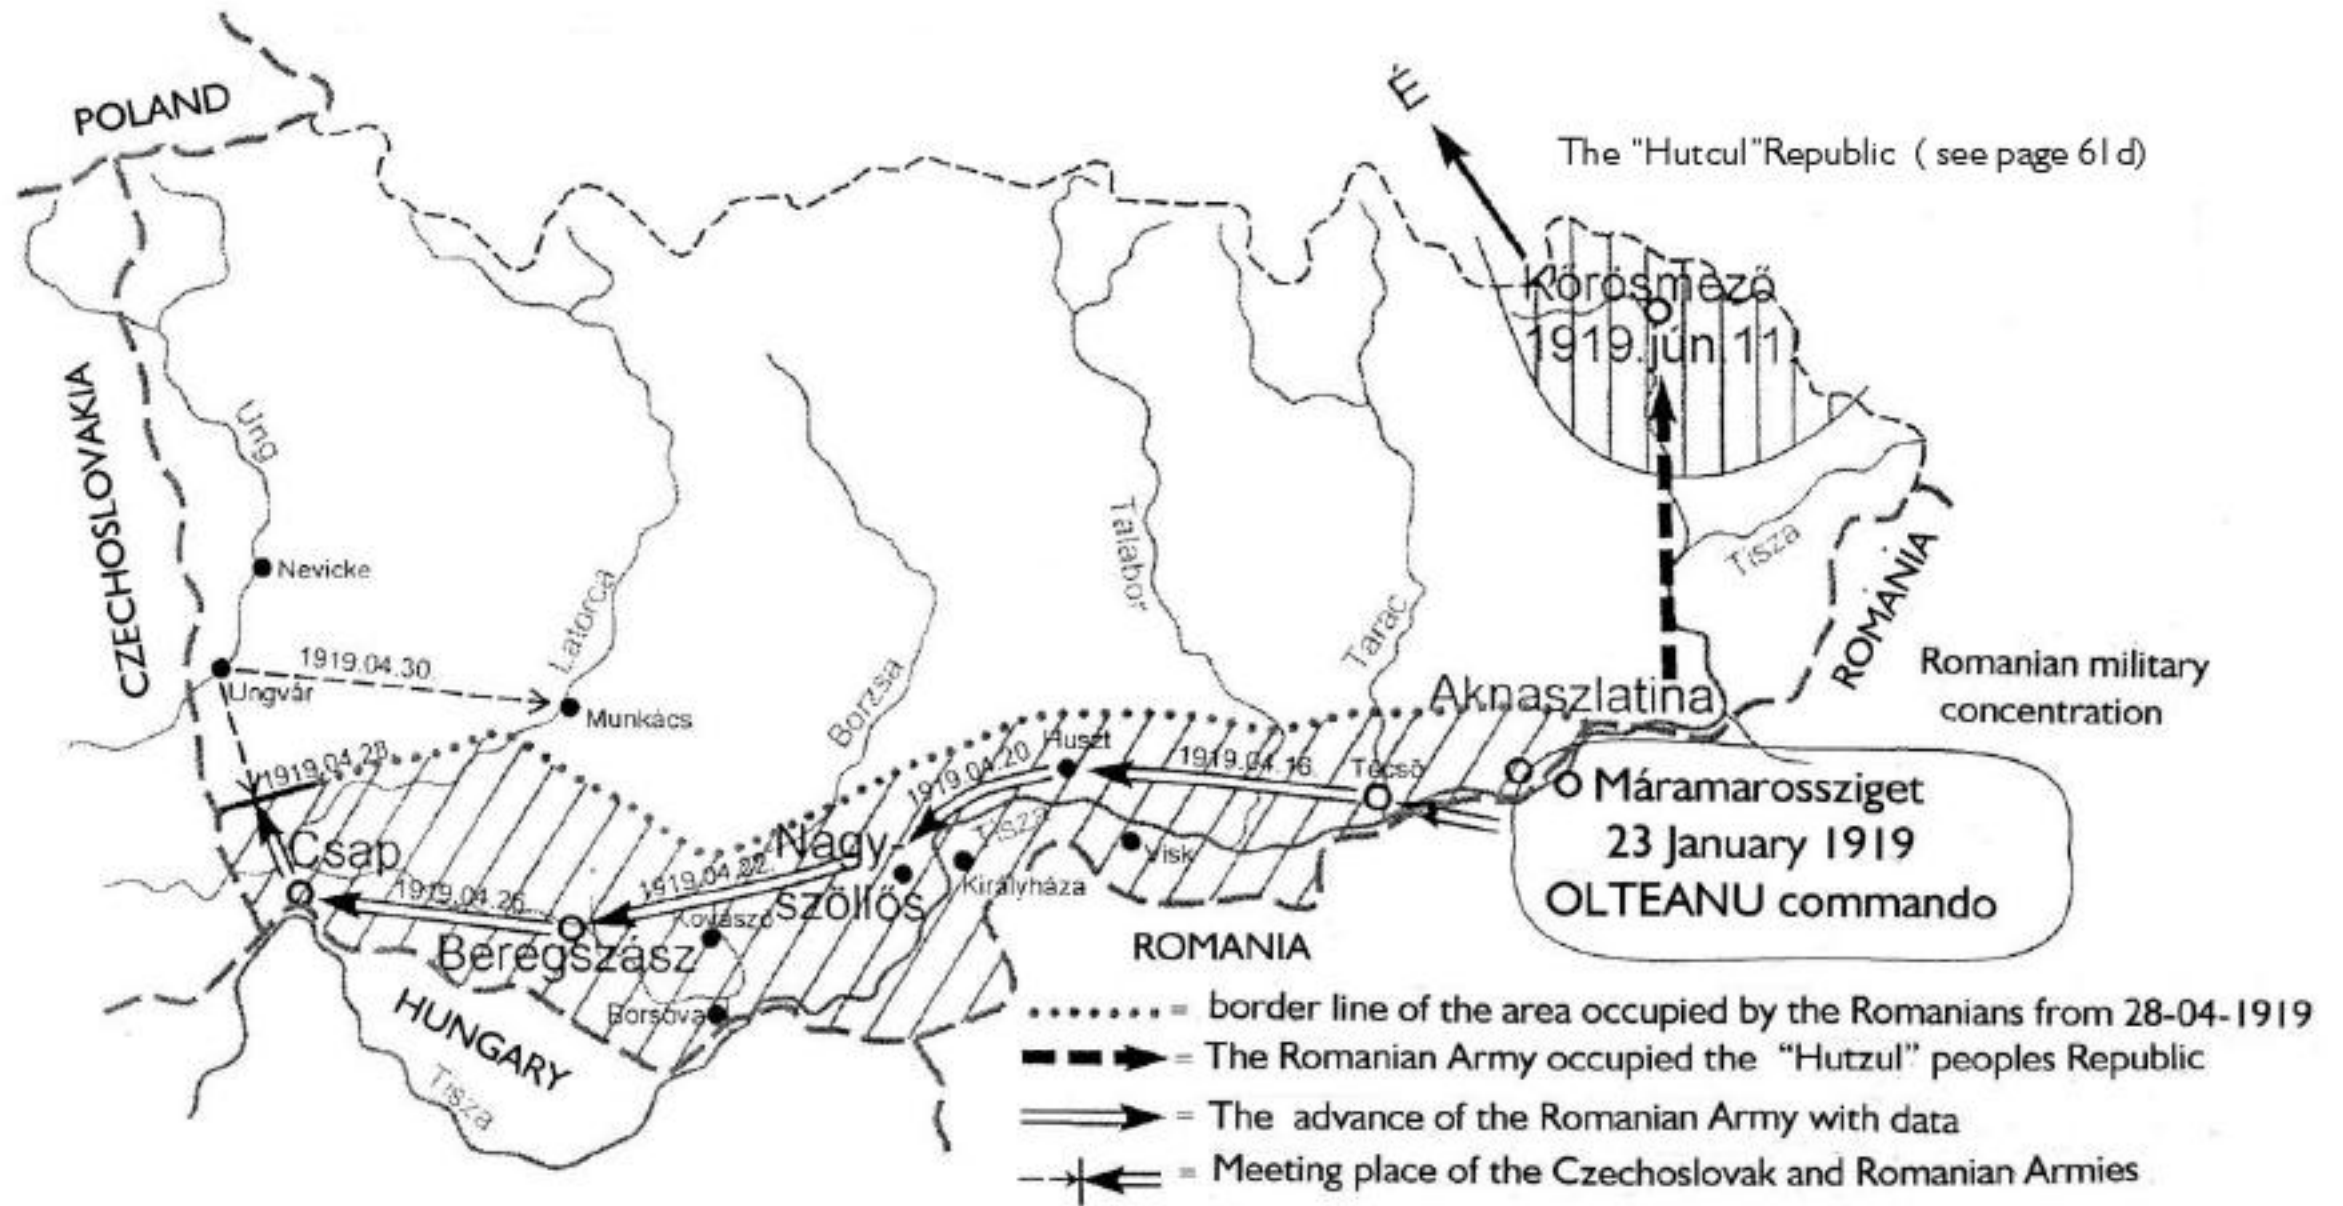 POLAND
É
The "Hutcul" Republic ( see page 61d)
Kőrösmező
1919. jún. 11.
CZECHOSLOVAKIA
Ung
Nevicke
Talabor
Tisza
ROMÁNIA
1919.04.30.
Latorca
Ungvár
Munkács
Borzsa
Tarac
Aknaszlatina
Romanian military
concentration
1919.04.28.
1919.04.20.
Huszt
1919.04.16.
Técső
Máramarossziget
23 January 1919
OLTEANU commando
Csap
Nagy-
szöllős
Tisza
Visk
Királyháza
1919.04.22.
1919.04.26.
Kovászó
Beregszász
ROMANIA
Borsova
HUNGARY
Tisza
= border line of the area occupied by the Romanians from 28-04-1919
= The Romanian Army occupied the "Hutzul" peoples Republic
= The advance of the Romanian Army with data
= Meeting place of the Czechoslovak and Romanian Armies